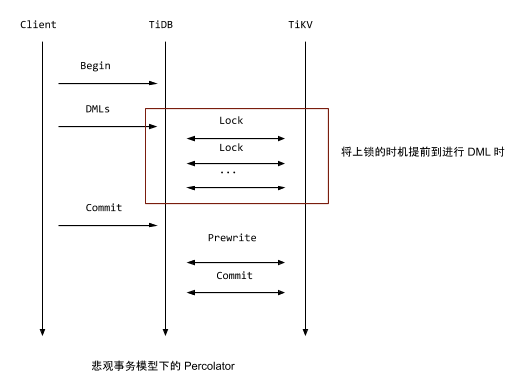 Client
TiDB
TiKV
Begin
DMLs
Lock
Lock
...
将上锁的时机提前到进行 DML 时
Commit
Prewrite
Commit
悲观事务模型下的 Percolator